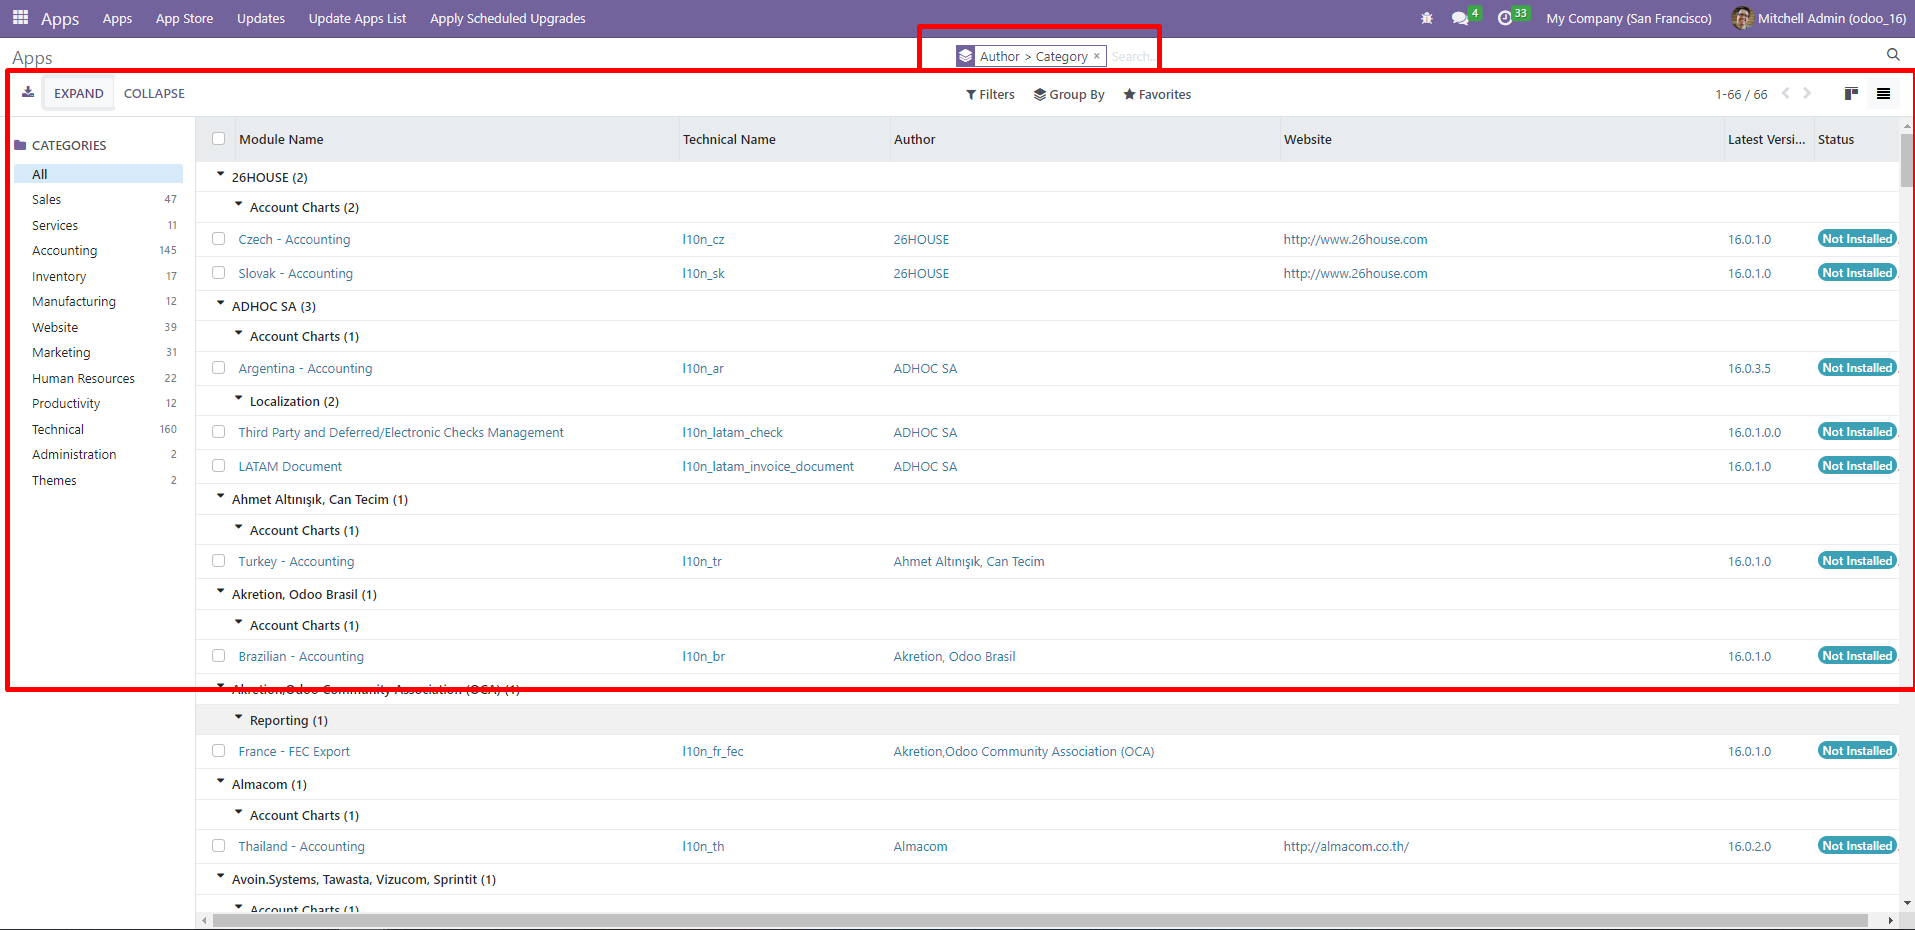 Apps Apps App Store Updates Update Apps List Apply Scheduled Upgrades 4 33 My Company (San Francisco) Mitchell Admin (odoo_16)
Apps Author > Category × Search...
EXPAND COLLAPSE Filters Group By Favorites 1-66 / 66
CATEGORIES
All
Sales 47
Services 11
Accounting 145
Inventory 17
Manufacturing 12
Website 39
Marketing 31
Human Resources 22
Productivity 12
Technical 160
Administration 2
Themes 2
Module Name Technical Name Author Website Latest Versi... Status
26HOUSE (2)
Account Charts (2)
Czech - Accounting l10n_cz 26HOUSE http://www.26house.com 16.0.1.0 Not Installed
Slovak - Accounting l10n_sk 26HOUSE http://www.26house.com 16.0.1.0 Not Installed
ADHOC SA (3)
Account Charts (1)
Argentina - Accounting l10n_ar ADHOC SA 16.0.3.5 Not Installed
Localization (2)
Third Party and Deferred/Electronic Checks Management l10n_latam_check ADHOC SA 16.0.1.0.0 Not Installed
LATAM Document l10n_latam_invoice_document ADHOC SA 16.0.1.0 Not Installed
Ahmet Altınışık, Can Tecim (1)
Account Charts (1)
Turkey - Accounting l10n_tr Ahmet Altınışık, Can Tecim 16.0.1.0 Not Installed
Akretion, Odoo Brasil (1)
Account Charts (1)
Brazilian - Accounting l10n_br Akretion, Odoo Brasil 16.0.1.0 Not Installed
Akretion,Odoo Community Association (OCA) (1)
Reporting (1)
France - FEC Export l10n_fr_fec Akretion,Odoo Community Association (OCA) 16.0.1.0 Not Installed
Almacom (1)
Account Charts (1)
Thailand - Accounting l10n_th Almacom http://almacom.co.th/ 16.0.2.0 Not Installed
Avoin.Systems, Tawasta, Vizucom, Sprintit (1)
Account Charts (1)